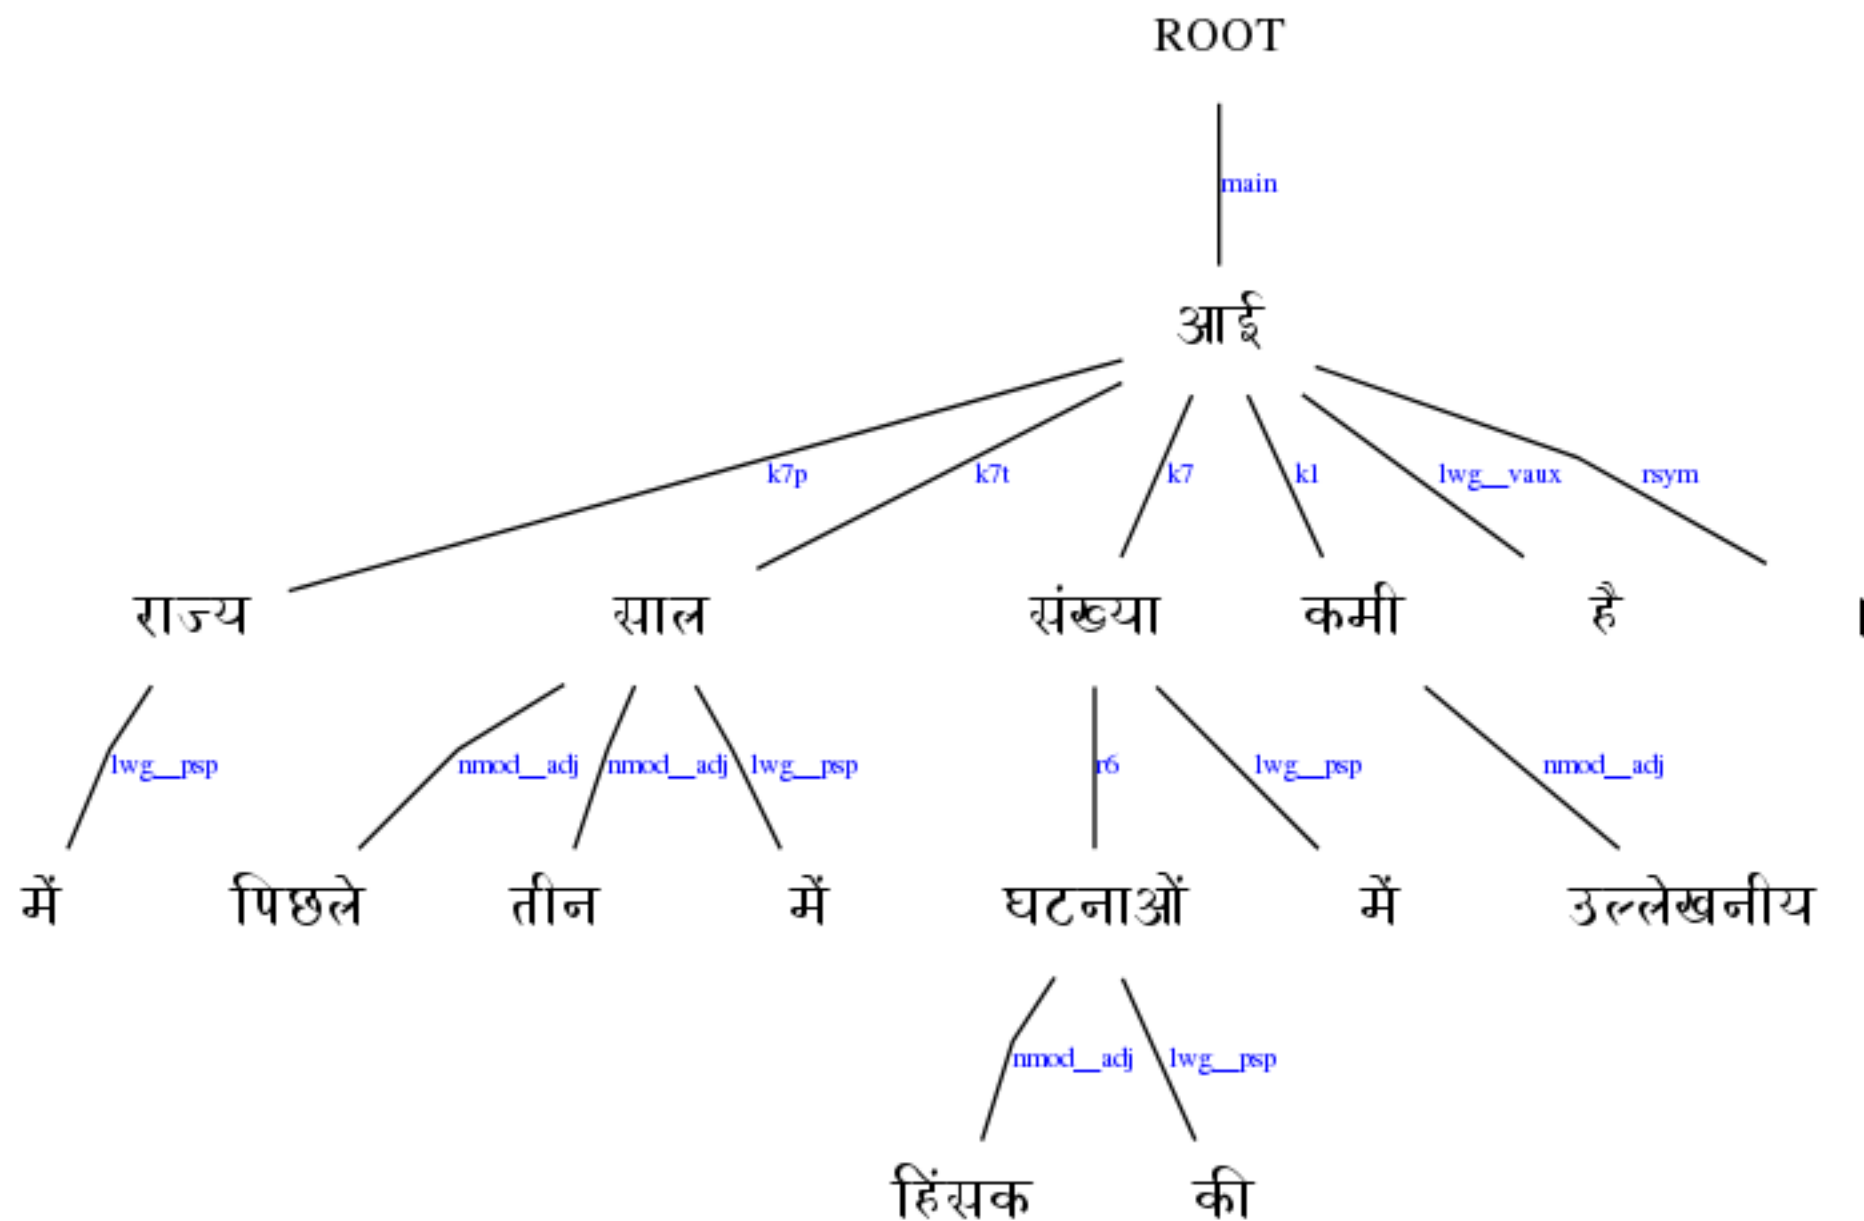 ROOT
main
आई
k7p k7t k7 k1 lwg__vaux rsym
राज्य साल संख्या कमी है ।
lwg__psp nmod__adj nmod__adj lwg__psp r6 lwg__psp nmod__adj
में पिछले तीन में घटनाओं में उल्लेखनीय
nmod__adj lwg__psp
हिंसक की